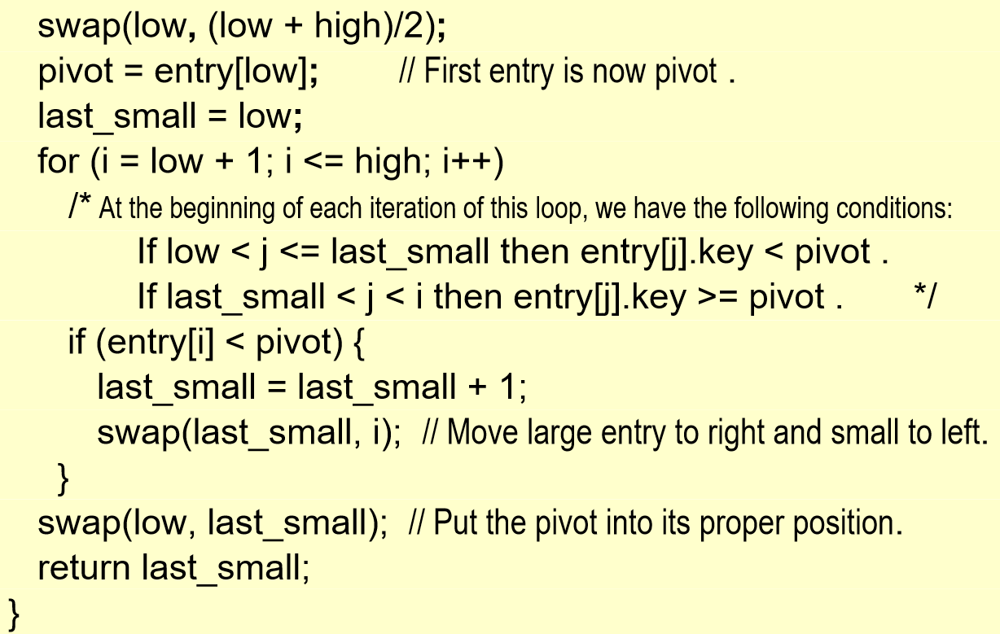 swap(low, (low + high)/2);
pivot = entry[low]; // First entry is now pivot .
last_small = low;
for (i = low + 1; i <= high; i++)
/* At the beginning of each iteration of this loop, we have the following conditions:
If low < j <= last_small then entry[j].key < pivot .
If last_small < j < i then entry[j].key >= pivot . */
if (entry[i] < pivot) {
last_small = last_small + 1;
swap(last_small, i); // Move large entry to right and small to left.
}
swap(low, last_small); // Put the pivot into its proper position.
return last_small;
}